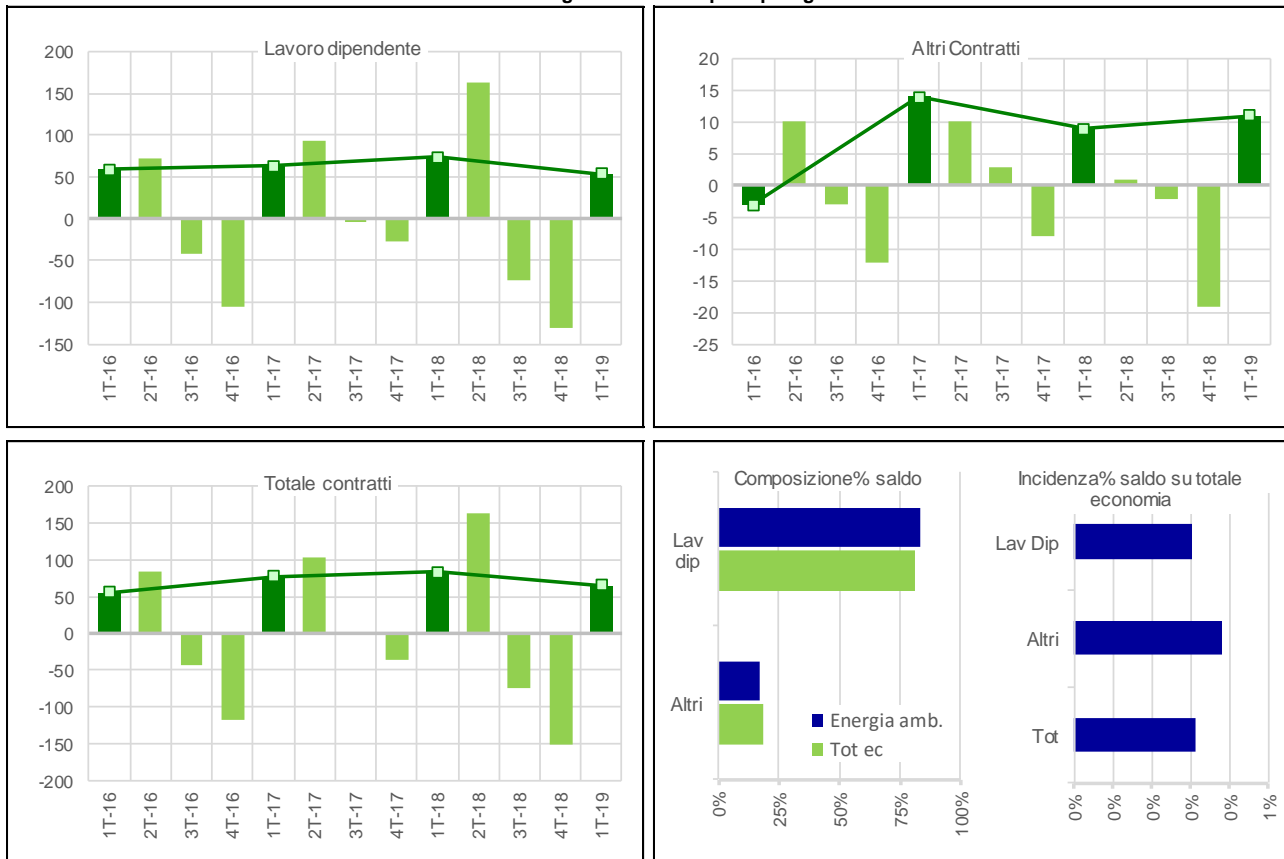 Lavoro dipendente
200
150
100
50
0
-50
-100
-150
1T-16
2T-16
3T-16
4T-16
1T-17
2T-17
3T-17
4T-17
1T-18
2T-18
3T-18
4T-18
1T-19
Altri Contratti
20
15
10
5
0
-5
-10
-15
-20
-25
1T-16
2T-16
3T-16
4T-16
1T-17
2T-17
3T-17
4T-17
1T-18
2T-18
3T-18
4T-18
1T-19
Totale contratti
200
150
100
50
0
-50
-100
-150
-200
1T-16
2T-16
3T-16
4T-16
1T-17
2T-17
3T-17
4T-17
1T-18
2T-18
3T-18
4T-18
1T-19
Composizione% saldo
Lav
dip
Altri
Energia amb.
Tot ec
0%
25%
50%
75%
100%
Incidenza% saldo su totale
economia
Lav Dip
Altri
Tot
0%
0%
0%
0%
0%
1%